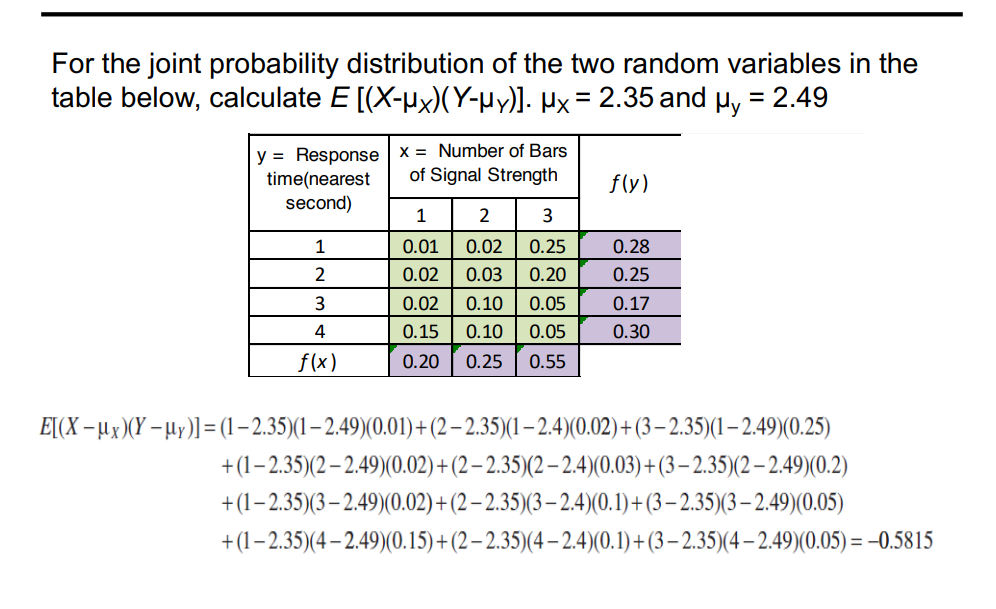 For the joint probability distribution of the two random variables in the
table below, calculate E [(X-μX)(Y-μY)]. μX = 2.35 and μy = 2.49
y = Response time(nearest second) x = Number of Bars of Signal Strength f(y)
1 2 3
1 0.01 0.02 0.25 0.28
2 0.02 0.03 0.20 0.25
3 0.02 0.10 0.05 0.17
4 0.15 0.10 0.05 0.30
f(x) 0.20 0.25 0.55
E[(X–μX)(Y–μY)] = (1–2.35)(1–2.49)(0.01)+(2–2.35)(1–2.4)(0.02)+(3–2.35)(1–2.49)(0.25)
+(1–2.35)(2–2.49)(0.02)+(2–2.35)(2–2.4)(0.03)+(3–2.35)(2–2.49)(0.2)
+(1–2.35)(3–2.49)(0.02)+(2–2.35)(3–2.4)(0.1)+(3–2.35)(3–2.49)(0.05)
+(1–2.35)(4–2.49)(0.15)+(2–2.35)(4–2.4)(0.1)+(3–2.35)(4–2.49)(0.05) = –0.5815